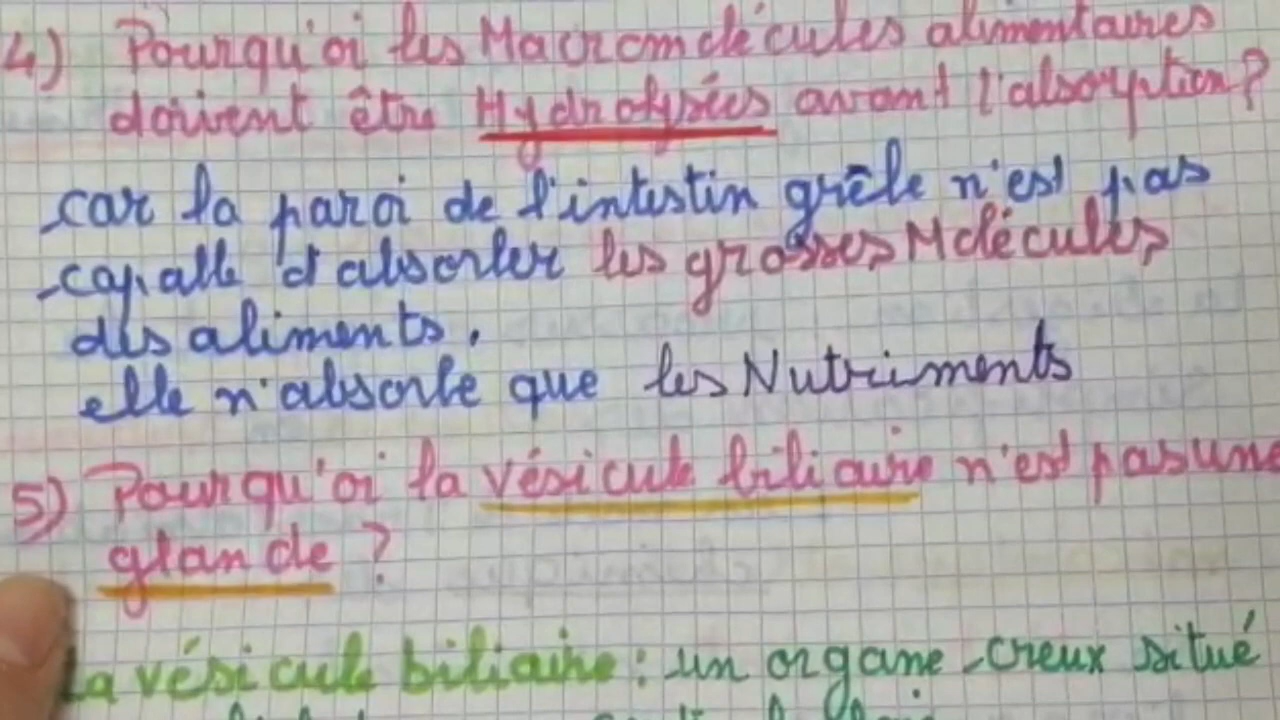 4) Pourqu'oi les Macromolécules alimentaires
doivent être Hydrolysées avant l'absorption?
car la paroi de l'intestin grêle n'est pas
capable d'absorber les grosses Molécules
des aliments.
elle n'absorbe que les Nutriments
5) Pourqu'oi la vésicule biliaire n'est pas une
glande ?
La vésicule biliaire : un organe creux situé